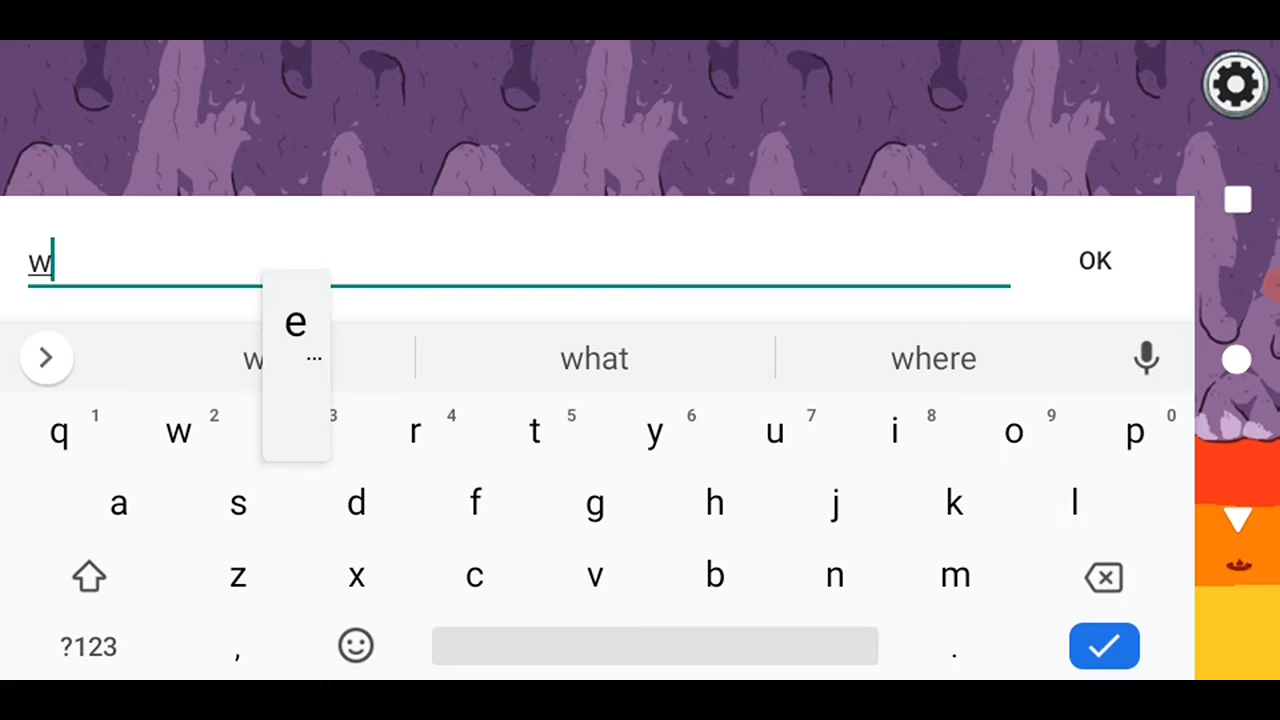 w
OK
e
...
w
what
where
q 1 w 2 3 r 4 t 5 y 6 u 7 i 8 o 9 p 0
a s d f g h j k l
z x c v b n m
?123 , .